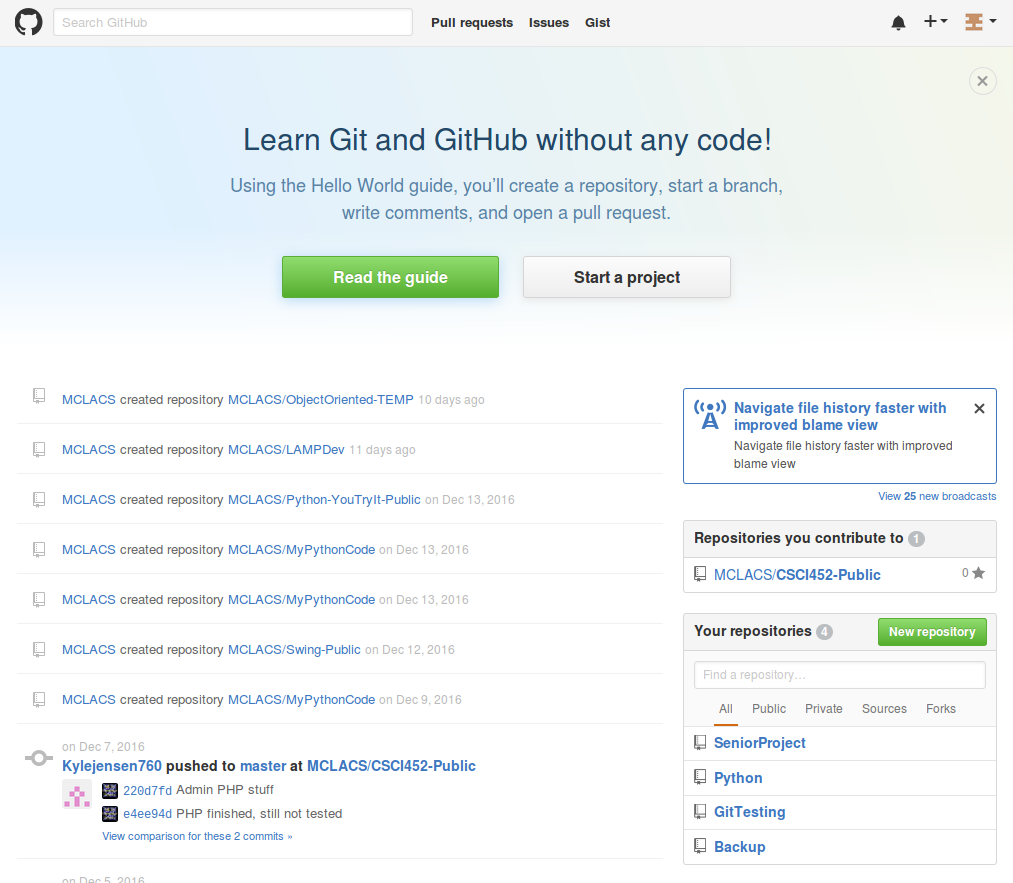 Search GitHub
Pull requests Issues Gist
Learn Git and GitHub without any code!
Using the Hello World guide, you’ll create a repository, start a branch,
write comments, and open a pull request.
Read the guide
Start a project
MCLACS created repository MCLACS/ObjectOriented-TEMP 10 days ago
MCLACS created repository MCLACS/LAMPDev 11 days ago
MCLACS created repository MCLACS/Python-YouTryIt-Public on Dec 13, 2016
MCLACS created repository MCLACS/MyPythonCode on Dec 13, 2016
MCLACS created repository MCLACS/MyPythonCode on Dec 13, 2016
MCLACS created repository MCLACS/Swing-Public on Dec 12, 2016
MCLACS created repository MCLACS/MyPythonCode on Dec 9, 2016
on Dec 7, 2016
Kylejensen760 pushed to master at MCLACS/CSCI452-Public
220d7fd Admin PHP stuff
e4ee94d PHP finished, still not tested
View comparison for these 2 commits »
on Dec 5, 2016
Navigate file history faster with
improved blame view
Navigate file history faster with improved
blame view
View 25 new broadcasts
Repositories you contribute to 1
MCLACS/CSCI452-Public 0
Your repositories 4
New repository
Find a repository…
All Public Private Sources Forks
SeniorProject
Python
GitTesting
Backup